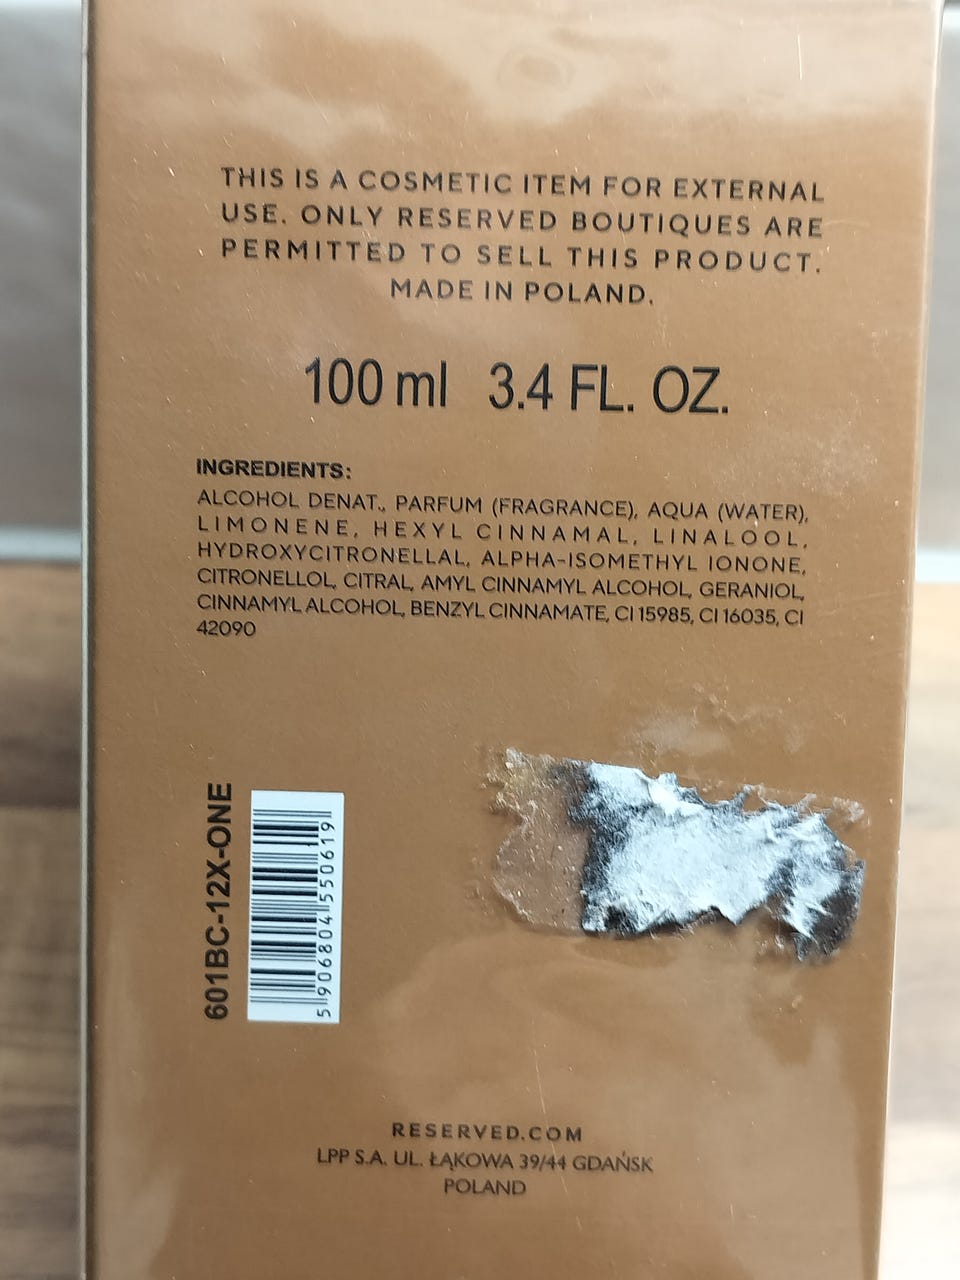 THIS IS A COSMETIC ITEM FOR EXTERNAL
USE. ONLY RESERVED BOUTIQUES ARE
PERMITTED TO SELL THIS PRODUCT.
MADE IN POLAND.
100 ml 3.4 FL. OZ.
INGREDIENTS:
ALCOHOL DENAT., PARFUM (FRAGRANCE), AQUA (WATER),
LIMONENE, HEXYL CINNAMAL, LINALOOL,
HYDROXYCITRONELLAL, ALPHA-ISOMETHYL IONONE,
CITRONELLOL, CITRAL, AMYL CINNAMYL ALCOHOL, GERANIOL,
CINNAMYL ALCOHOL, BENZYL CINNAMATE, CI 15985, CI 16035, CI
42090
601BC-12X-ONE
5 906804 550619
RESERVED.COM
LPP S.A. UL. ŁĄKOWA 39/44 GDAŃSK
POLAND